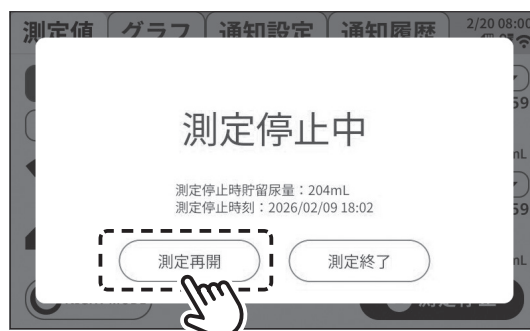 測定値 グラフ 通知設定 通知履歴 2/20 08:00
測定停止中
測定停止時貯留尿量：204mL
測定停止時刻：2026/02/09 18:02
測定再開 測定終了